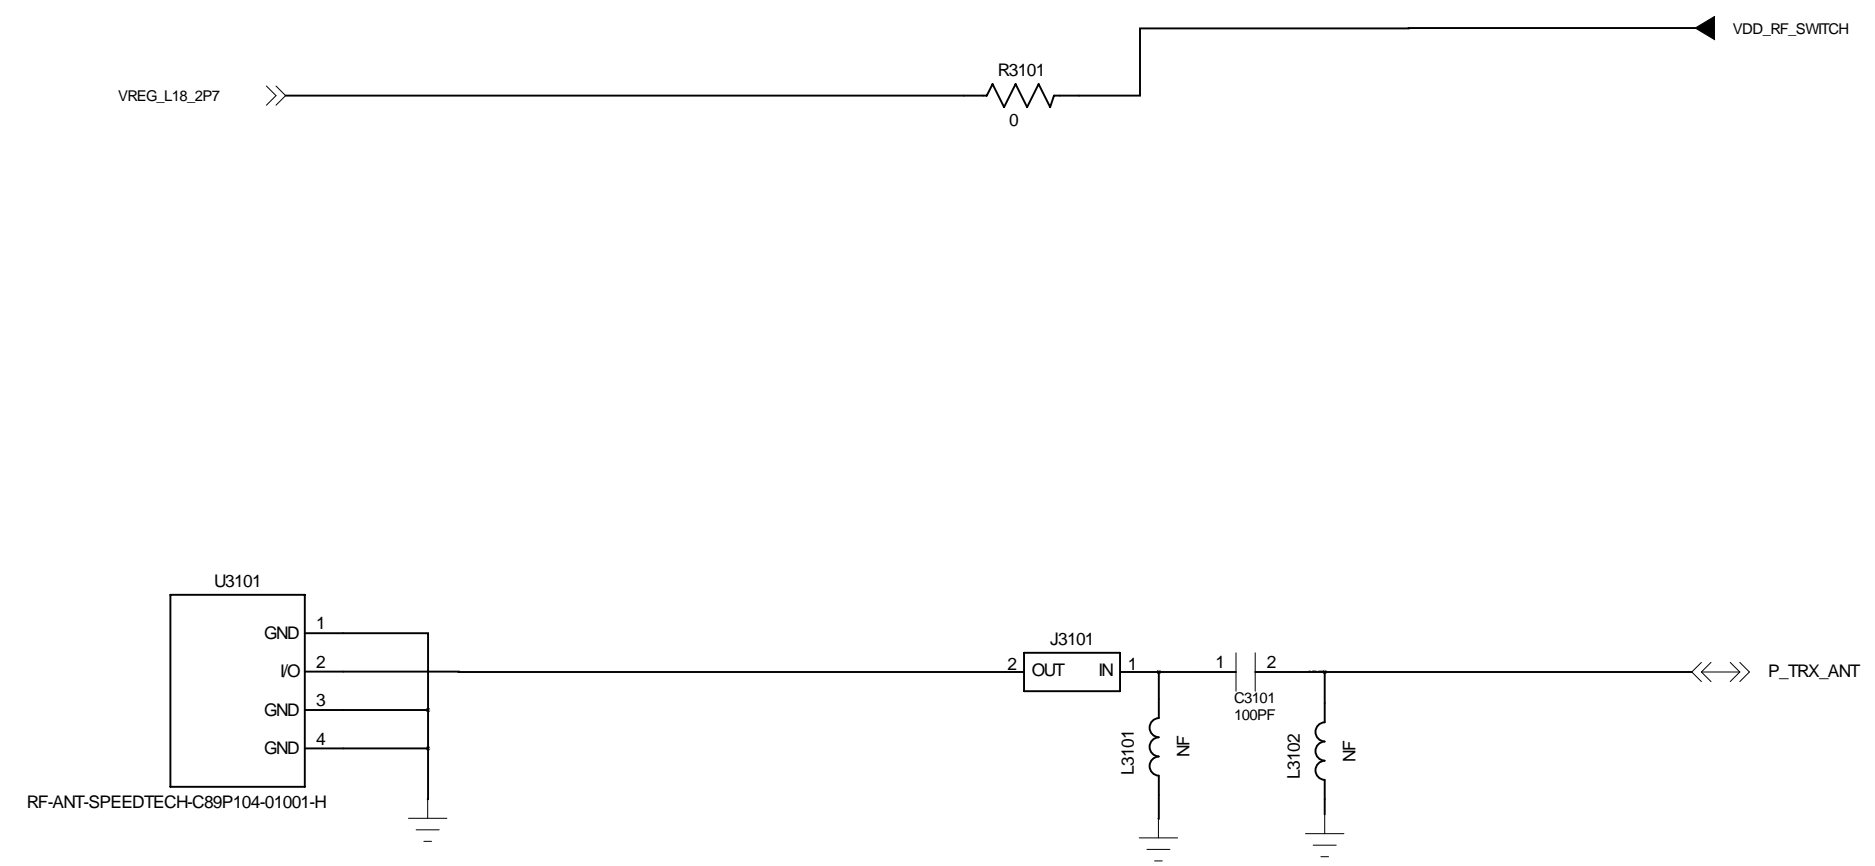 VDD_RF_SWITCH
R3101
VREG_L18_2P7
0
U3101
GND 1
I/O 2
GND 3
GND 4
RF-ANT-SPEEDTECH-C89P104-01001-H
J3101
2 OUT IN 1
1 2
C3101
100PF
P_TRX_ANT
L3101
NF
L3102
NF